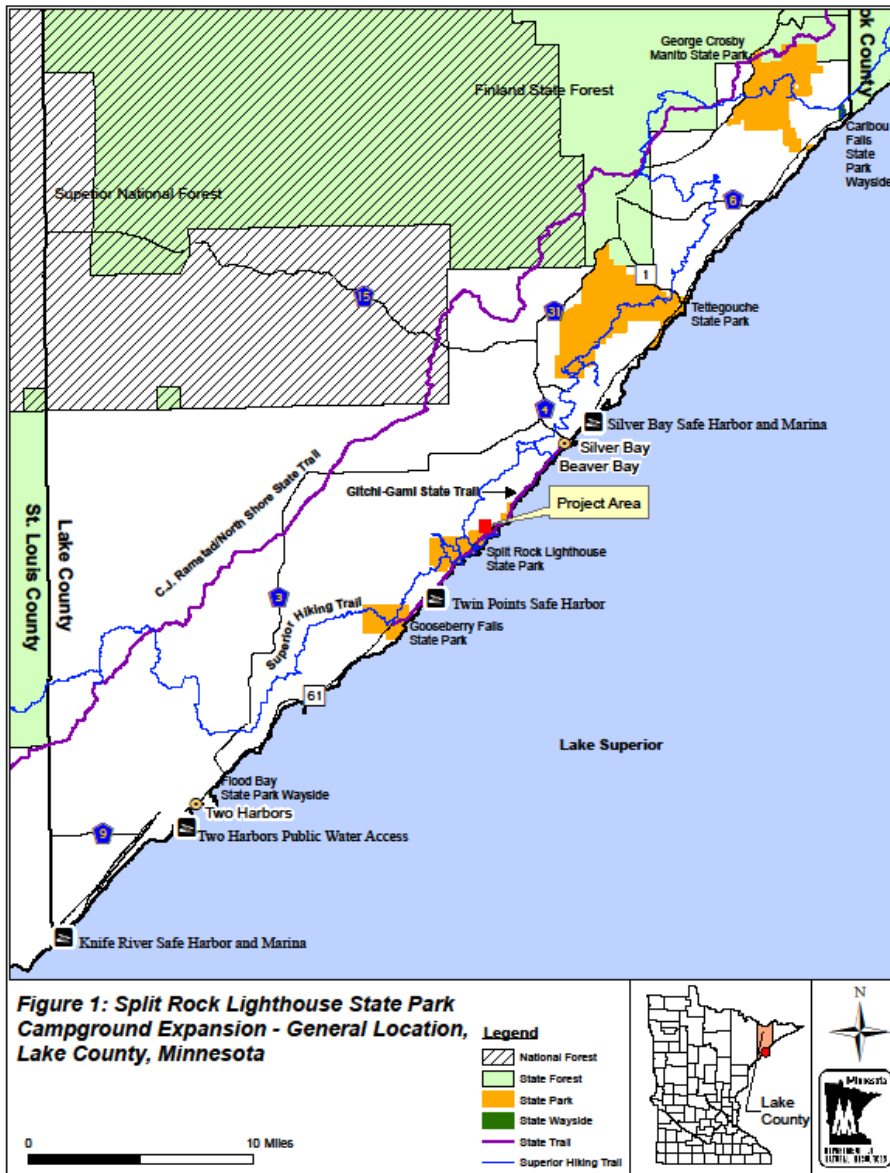 ok County
George Crosby
Manito State Park
Finland State Forest
Caribou
Falls
State
Park
Wayside
Superior National Forest
6
15
1
31
Tettegouche
State Park
4
Silver Bay Safe Harbor and Marina
Silver Bay
Beaver Bay
C.J. Ramstad/North Shore State Trail
Gitchi-Gami State Trail
Project Area
St. Louis County
Lake County
Split Rock Lighthouse
State Park
3
Superior Hiking Trail
Twin Points Safe Harbor
Gooseberry Falls
State Park
61
Lake Superior
Flood Bay
State Park Wayside
Two Harbors
9
Two Harbors Public Water Access
Knife River Safe Harbor and Marina
Figure 1: Split Rock Lighthouse State Park
Campground Expansion - General Location,
Lake County, Minnesota
0
10 Miles
Legend
National Forest
State Forest
State Park
State Wayside
State Trail
Superior Hiking Trail
Lake
County
N
Minnesota
DEPARTMENT OF
NATURAL RESOURCES